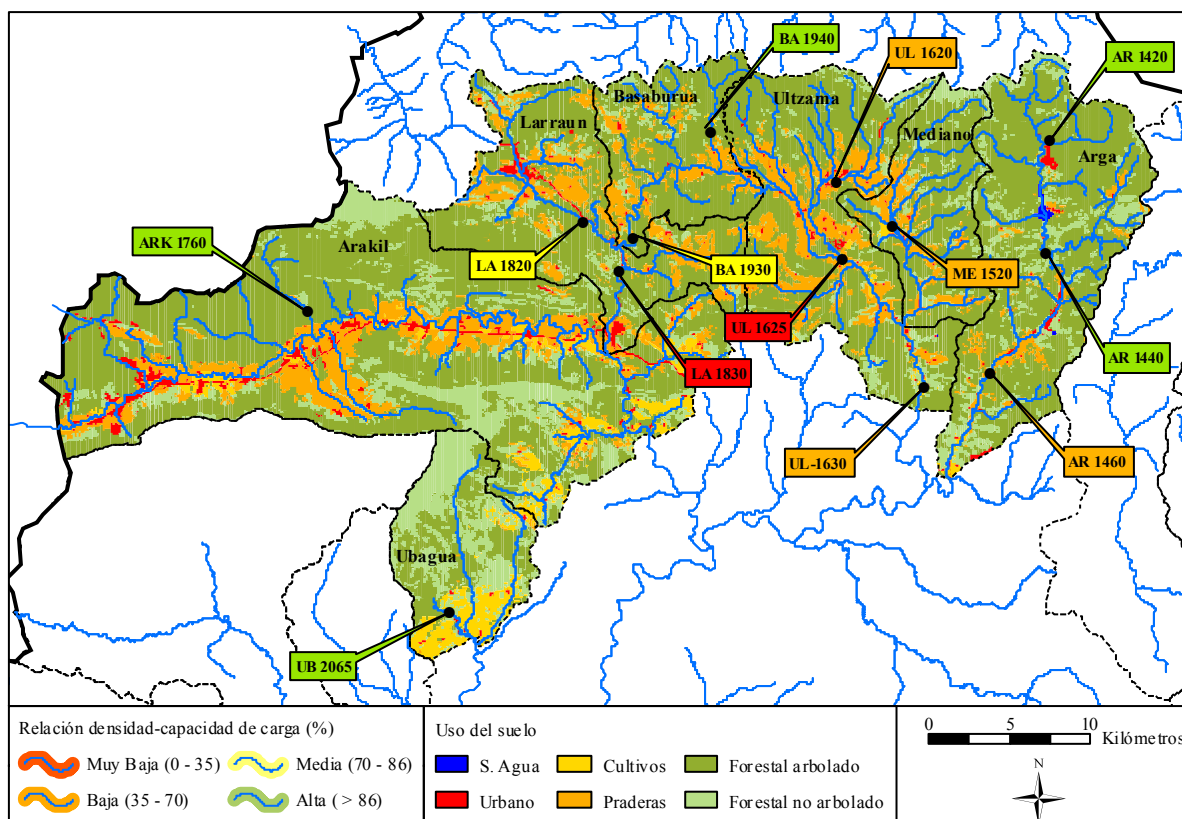 BA 1940
UL 1620
AR 1420
Basaburua
Ultzama
Larraun
Mediano
Arga
ARK 1760
Arakil
LA 1820
BA 1930
ME 1520
UL 1625
LA 1830
AR 1440
UL-1630
AR 1460
Ubagua
UB 2065
Relación densidad-capacidad de carga (%)
Muy Baja (0 - 35)
Media (70 - 86)
Baja (35 - 70)
Alta ( > 86)
Uso del suelo
S. Agua
Cultivos
Forestal arbolado
Urbano
Praderas
Forestal no arbolado
0 5 10
Kilómetros
N